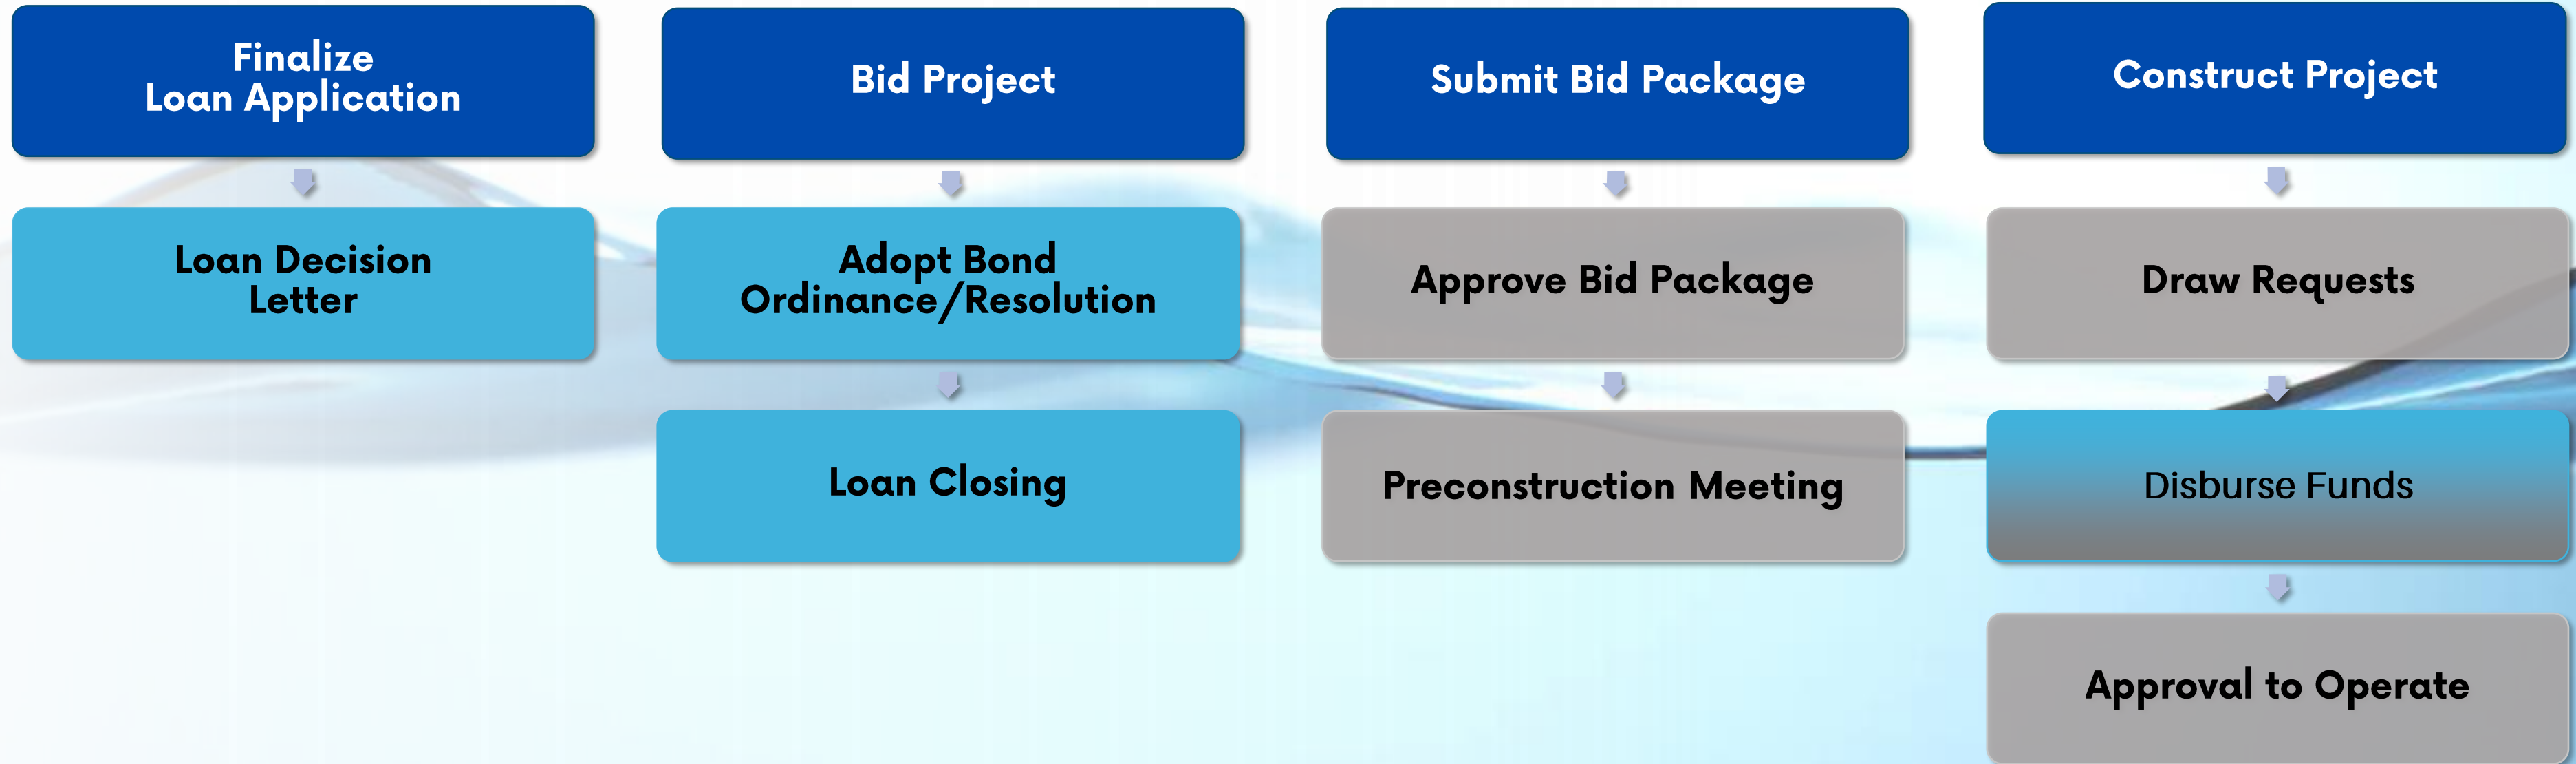 Finalize
Loan Application
Loan Decision
Letter
Bid Project
Adopt Bond
Ordinance/Resolution
Loan Closing
Submit Bid Package
Approve Bid Package
Preconstruction Meeting
Construct Project
Draw Requests
Disburse Funds
Approval to Operate